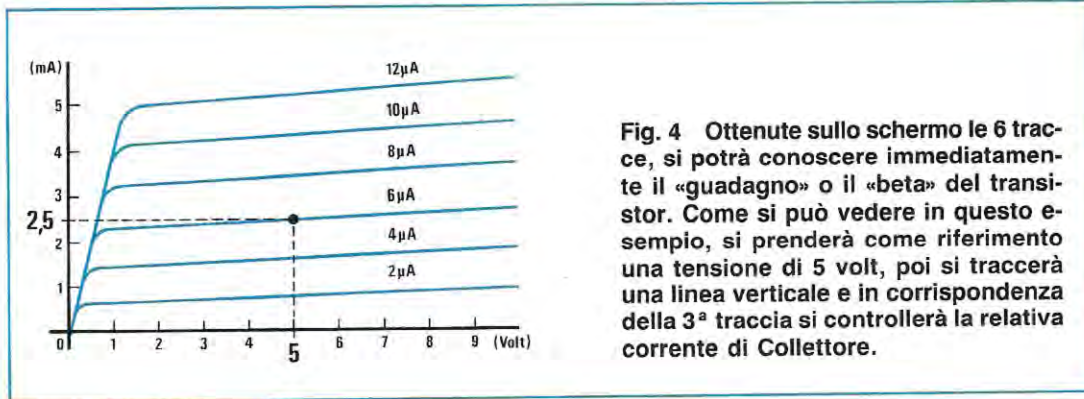 (mA)
12µA
5
10µA
4
8µA
3
6µA
2,5
2
4µA
2µA
1
0 1 2 3 4 5 6 7 8 9 (Volt)
Fig. 4 Ottenute sullo schermo le 6 trac-
ce, si potrà conoscere immediatamen-
te il «guadagno» o il «beta» del transi-
stor. Come si può vedere in questo e-
sempio, si prenderà come riferimento
una tensione di 5 volt, poi si traccerà
una linea verticale e in corrispondenza
della 3ª traccia si controllerà la relativa
corrente di Collettore.